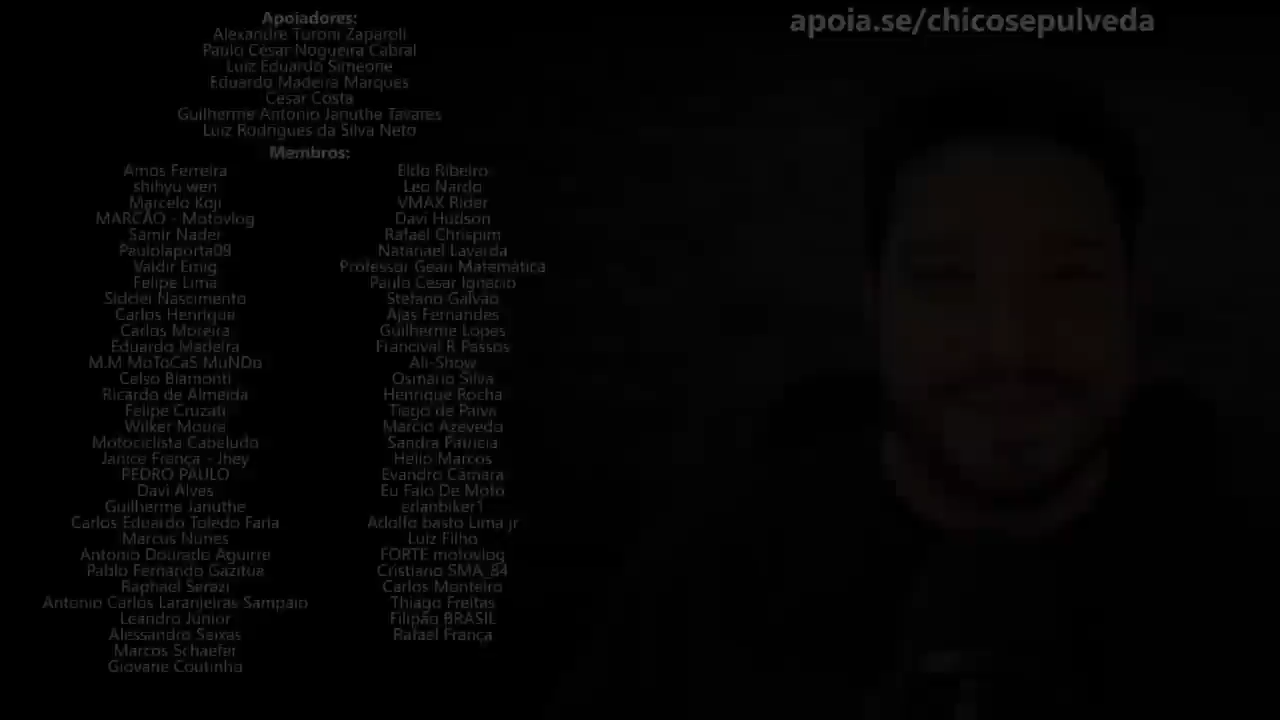 apoia.se/chicosepulveda
Apoiadores:
Alexandre Turoni Zaparoli
Paulo César Nogueira Cabral
Luiz Eduardo Simeone
Eduardo Madeira Marques
Cesar Costa
Guilherme Antonio Januthe Tavares
Luiz Rodrigues da Silva Neto
Membros:
Amos Ferreira
shihyu wen
Marcelo Koji
MARCÃO - Motovlog
Samir Nader
Paulolaporta09
Valdir Emig
Felipe Lima
Sidclei Nascimento
Carlos Henrique
Carlos Moreira
Eduardo Madeira
M.M MoToCaS MuNDo
Celso Biamonti
Ricardo de Almeida
Felipe Cruzati
Wilker Moura
Motociclista Cabeludo
Janice França - Jhey
PEDRO PAULO
Davi Alves
Guilherme Januthe
Carlos Eduardo Toledo Faria
Marcus Nunes
Antonio Dourado Aguirre
Pablo Fernando Gazitua
Raphael Sarazi
Antonio Carlos Laranjeiras Sampaio
Leandro Júnior
Alessandro Seixas
Marcos Schaefer
Giovane Coutinho
Eldo Ribeiro
Leo Nardo
VMAX Rider
Davi Hudson
Rafael Chrispim
Natanael Lavarda
Professor Gean Matemática
Paulo Cesar Ignacio
Stefano Galvão
Ajas Fernandes
Guilherme Lopes
Francival R Passos
Ali-Show
Osmário Silva
Henrique Rocha
Tiago de Paiva
Marcio Azevedo
Sandra Patricia
Helio Marcos
Evandro Câmara
Eu Falo De Moto
erlanbiker1
Adolfo basto Lima jr
Luiz Filho
FORTE motovlog
Cristiano SMA_84
Carlos Monteiro
Thiago Freitas
Filipão BRASIL
Rafael França